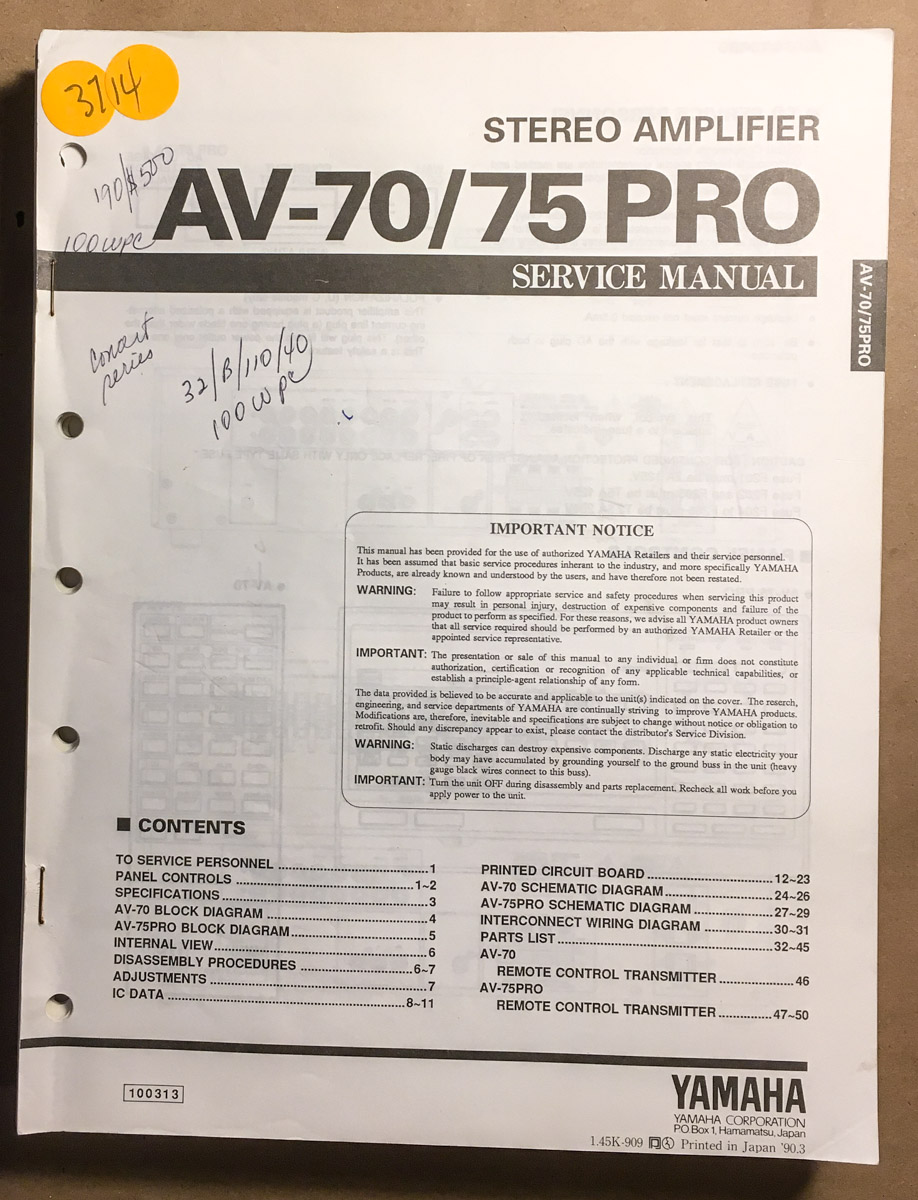 3714
'90/$500
100wpc
STEREO AMPLIFIER
AV-70/75 PRO
SERVICE MANUAL
AV-70/75PRO
32/B/110/40
100 wpc
IMPORTANT NOTICE
This manual has been provided for the use of authorized YAMAHA Retailers and their service personnel.
It has been assumed that basic service procedures inherant to the industry, and more specifically YAMAHA
Products, are already known and understood by the users, and have therefore not been restated.
WARNING: Failure to follow appropriate service and safety procedures when servicing this product
may result in personal injury, destruction of expensive components and failure of the
product to perform as specified. For these reasons, we advise all YAMAHA product owners
that all service required should be performed by an authorized YAMAHA Retailer or the
appointed service representative.
IMPORTANT: The presentation or sale of this manual to any individual or firm does not constitute
authorization, certification or recognition of any applicable technical capabilities, or
establish a principle-agent relationship of any form.
The data provided is believed to be accurate and applicable to the unit(s) indicated on the cover. The reserch,
engineering, and service departments of YAMAHA are continually striving to improve YAMAHA products.
Modifications are, therefore, inevitable and specifications are subject to change without notice or obligation to
retrofit. Should any discrepancy appear to exist, please contact the distributor's Service Division.
WARNING: Static discharges can destroy expensive components. Discharge any static electricity your
body may have accumulated by grounding yourself to the ground buss in the unit (heavy
gauge black wires connect to this buss).
IMPORTANT: Turn the unit OFF during disassembly and parts replacement. Recheck all work before you
apply power to the unit.
■ CONTENTS
TO SERVICE PERSONNEL ........ 1
PANEL CONTROLS ........ 1~2
SPECIFICATIONS ........ 3
AV-70 BLOCK DIAGRAM ........ 4
AV-75PRO BLOCK DIAGRAM ........ 5
INTERNAL VIEW ........ 6
DISASSEMBLY PROCEDURES ........ 6~7
ADJUSTMENTS ........ 7
IC DATA ........ 8~11
PRINTED CIRCUIT BOARD ........ 12~23
AV-70 SCHEMATIC DIAGRAM ........ 24~26
AV-75PRO SCHEMATIC DIAGRAM ........ 27~29
INTERCONNECT WIRING DIAGRAM ........ 30~31
PARTS LIST ........ 32~45
AV-70
REMOTE CONTROL TRANSMITTER ........ 46
AV-75PRO
REMOTE CONTROL TRANSMITTER ........ 47~50
100313
YAMAHA
YAMAHA CORPORATION
P.O.Box 1, Hamamatsu, Japan
1.45K-909 Printed in Japan '90.3